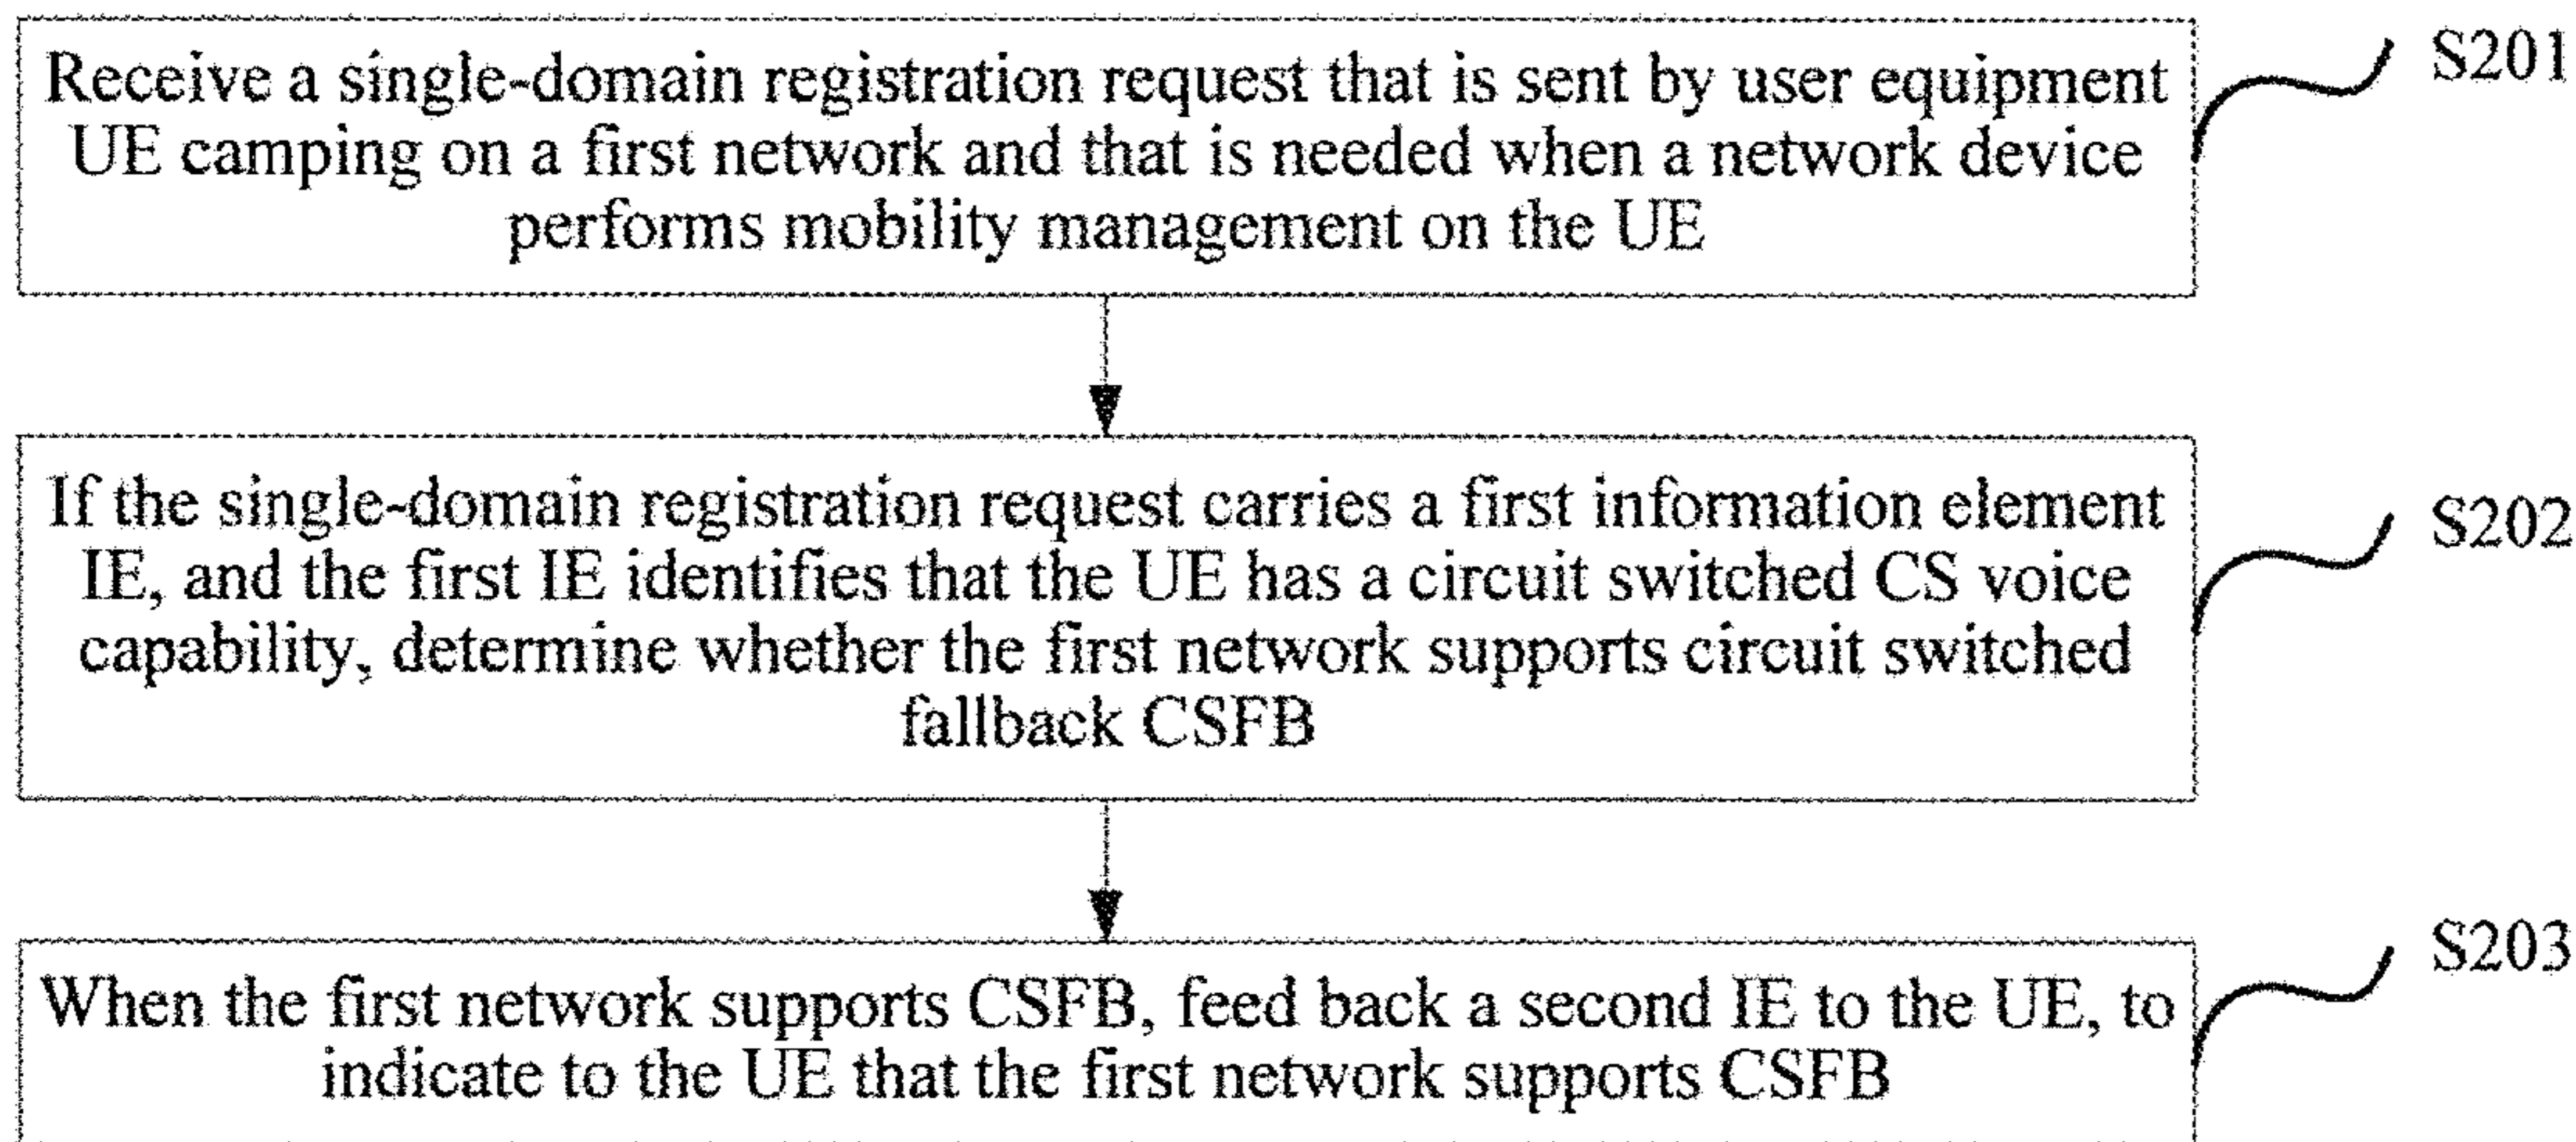 Receive a single-domain registration request that is sent by user equipment
UE camping on a first network and that is needed when a network device
performs mobility management on the UE
S201
If the single-domain registration request carries a first information element
IE, and the first IE identifies that the UE has a circuit switched CS voice
capability, determine whether the first network supports circuit switched
fallback CSFB
S202
When the first network supports CSFB, feed back a second IE to the UE, to
indicate to the UE that the first network supports CSFB
S203